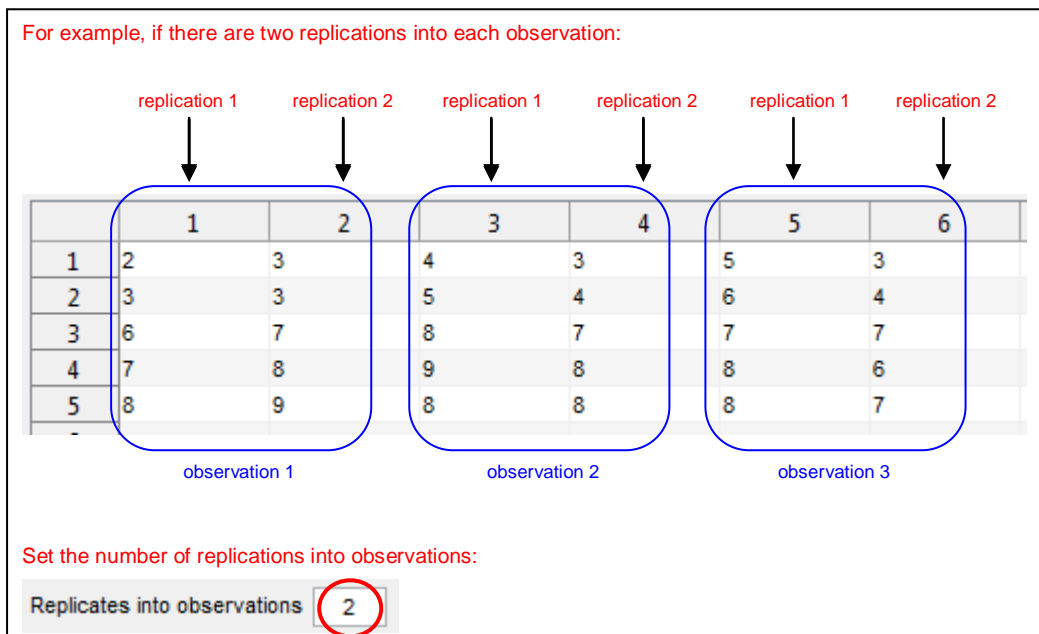 For example, if there are two replications into each observation:
replication 1 replication 2 replication 1 replication 2 replication 1 replication 2
1 2 3 4 5 6
1 2 3 4 3 5 3
2 3 3 5 4 6 4
3 6 7 8 7 7 7
4 7 8 9 8 8 6
5 8 9 8 8 8 7
observation 1 observation 2 observation 3
Set the number of replications into observations:
Replicates into observations 2